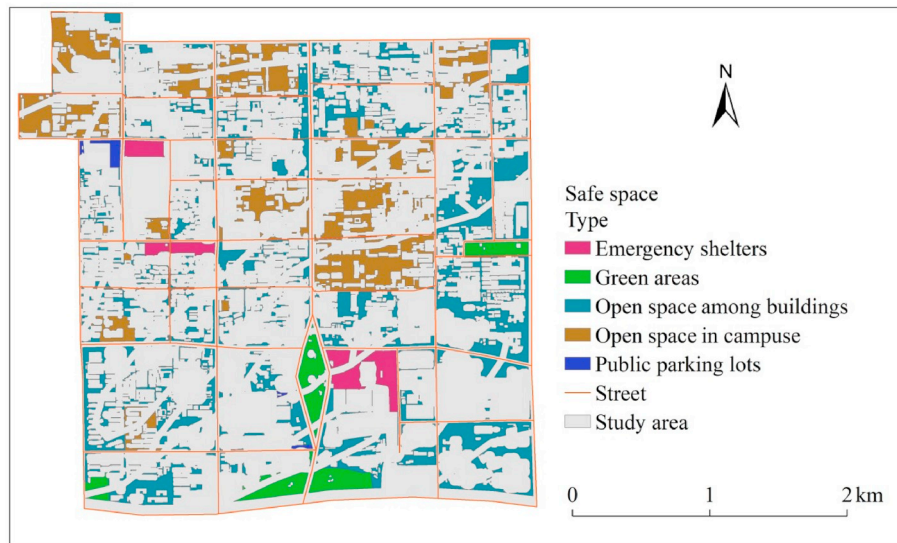 N
Safe space
Type
Emergency shelters
Green areas
Open space among buildings
Open space in campuse
Public parking lots
Street
Study area
0 1 2 km